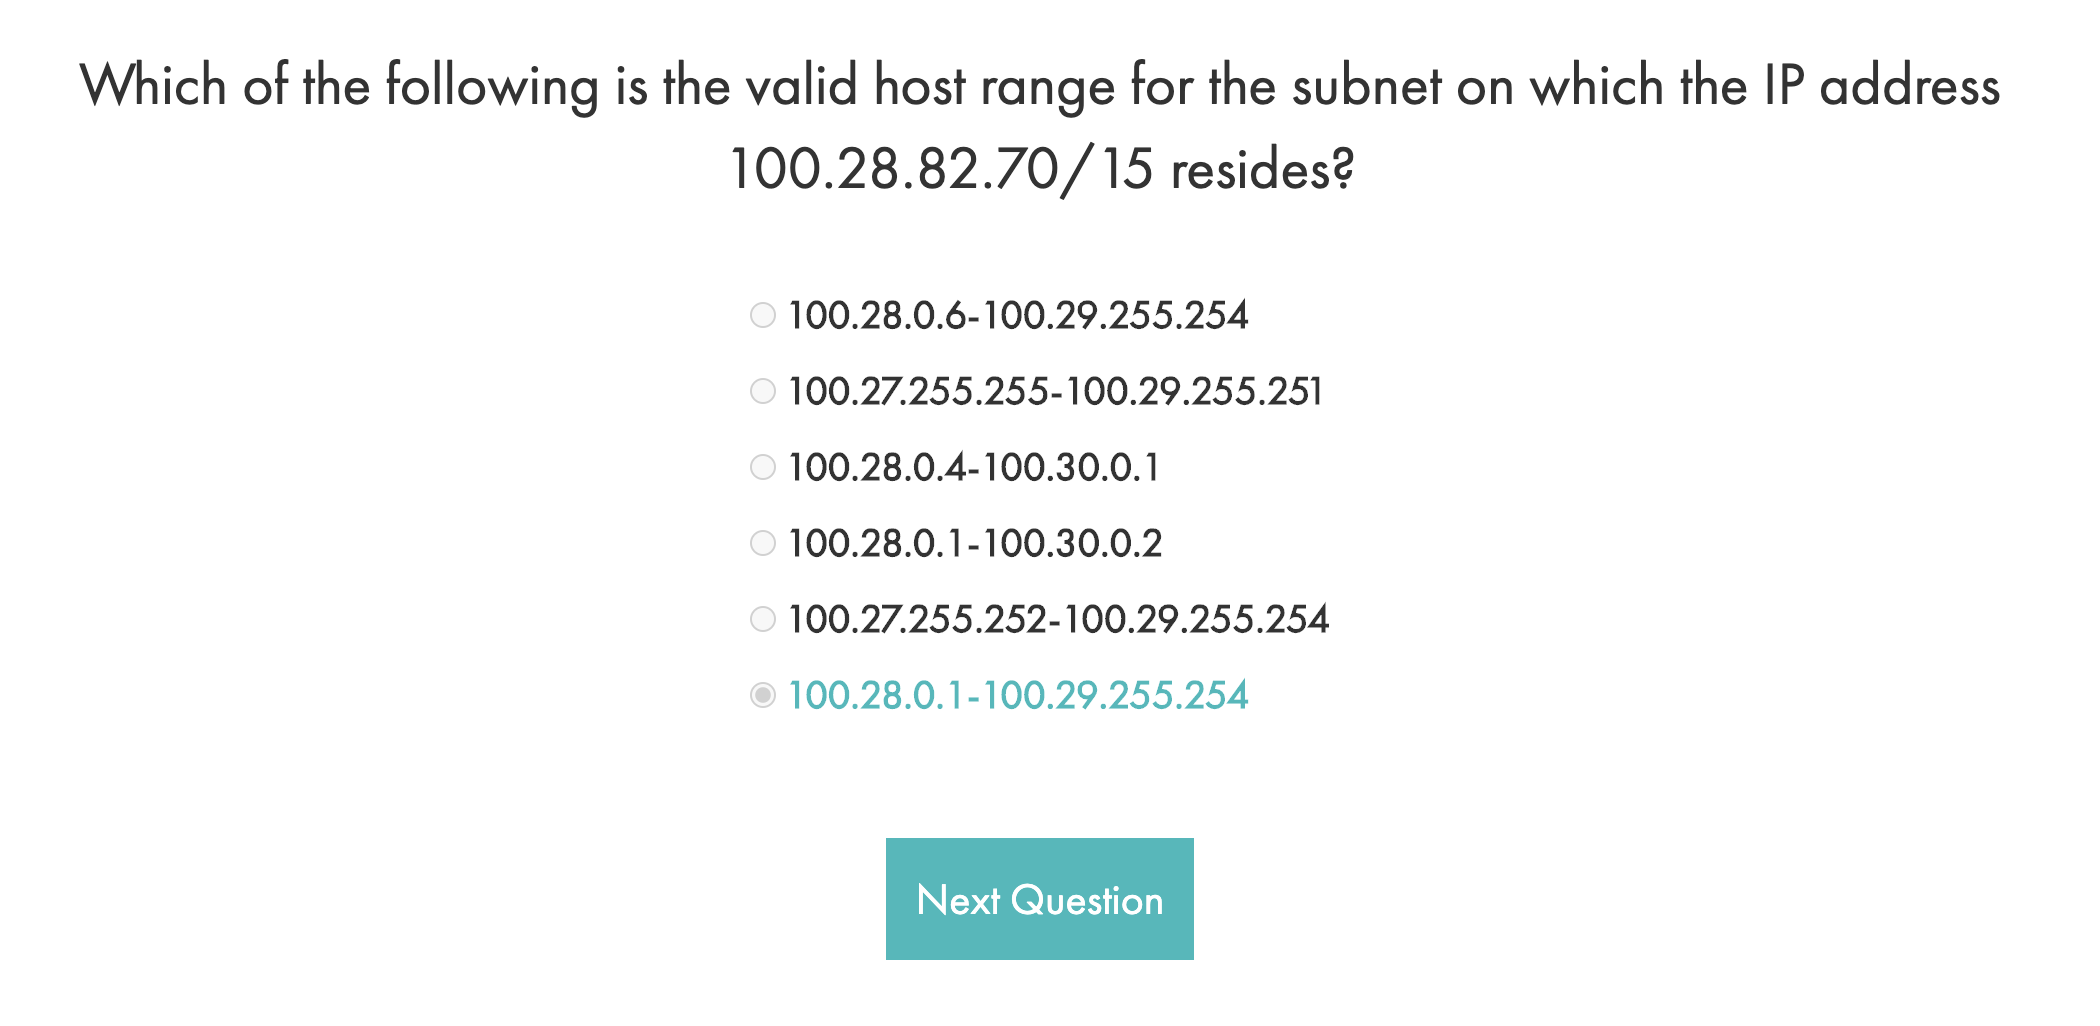 Which of the following is the valid host range for the subnet on which the IP address
100.28.82.70/15 resides?
100.28.0.6-100.29.255.254
100.27.255.255-100.29.255.251
100.28.0.4-100.30.0.1
100.28.0.1-100.30.0.2
100.27.255.252-100.29.255.254
100.28.0.1-100.29.255.254
Next Question